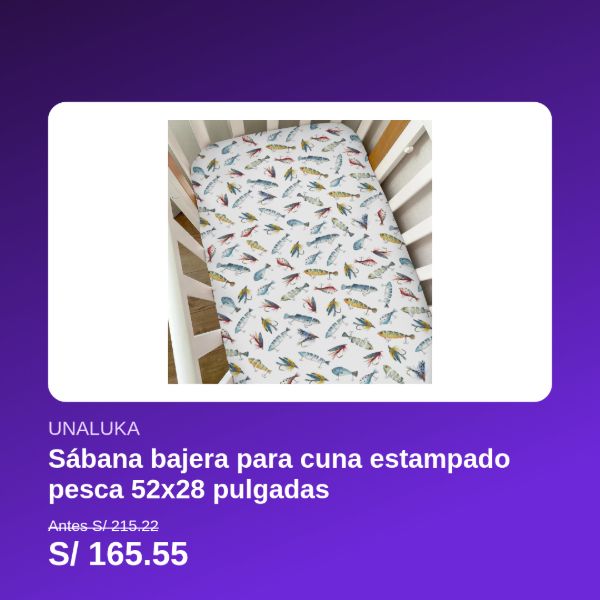 UNALUKA
Sábana bajera para cuna estampado
pesca 52x28 pulgadas
Antes S/ 215.22
S/ 165.55